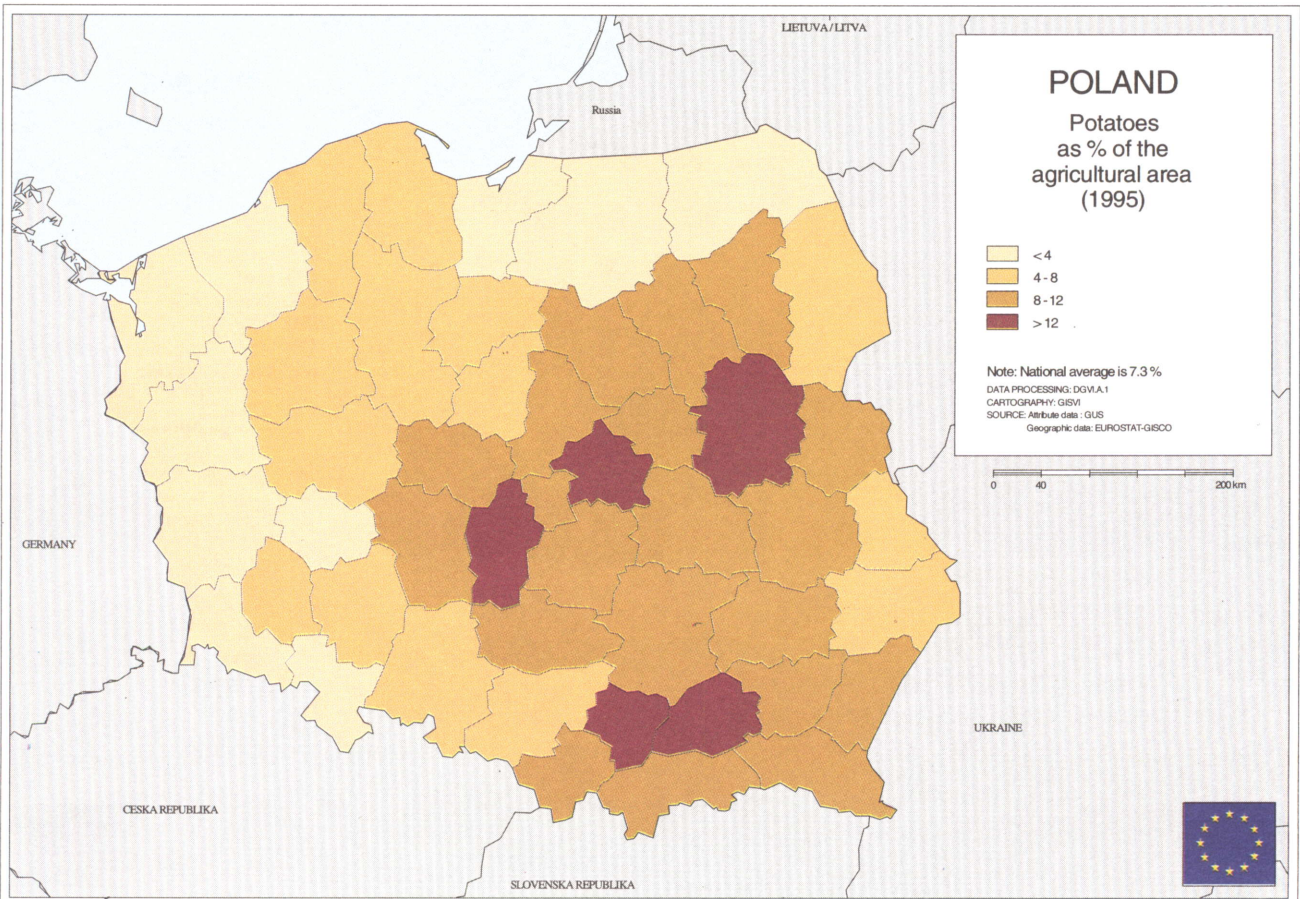 LIETUVA / LITVA
Russia
POLAND
Potatoes
as % of the
agricultural area
(1995)
< 4
4 - 8
8 - 12
> 12
Note: National average is 7.3 %
DATA PROCESSING: DGVI.A.1
CARTOGRAPHY: GISVI
SOURCE: Attribute data : GUS
Geographic data: EUROSTAT-GISCO
0 40 200 km
GERMANY
UKRAINE
CESKA REPUBLIKA
SLOVENSKA REPUBLIKA